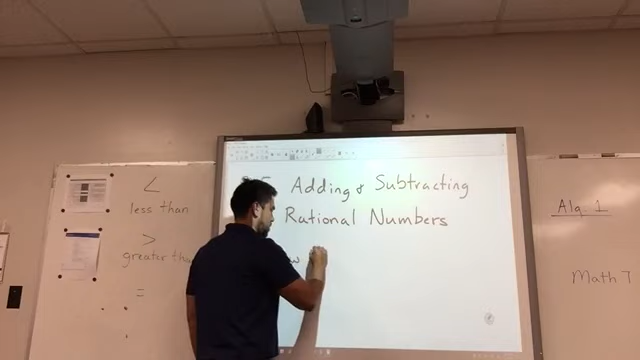 <
less than
>
greater than
=
Adding & Subtracting
Rational Numbers
Alg 1
Math 7